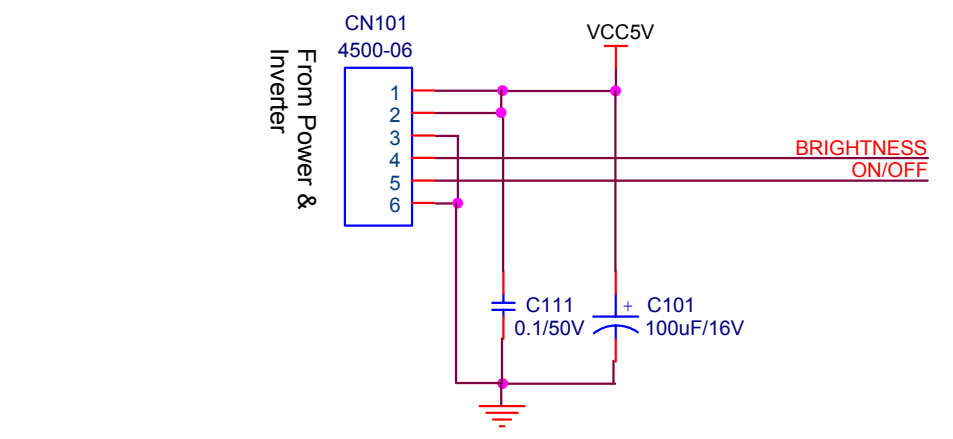 CN101
4500-06
VCC5V
From Power &
Inverter
1
2
3
4
5
6
BRIGHTNESS
ON/OFF
+
C111
0.1/50V
C101
100uF/16V